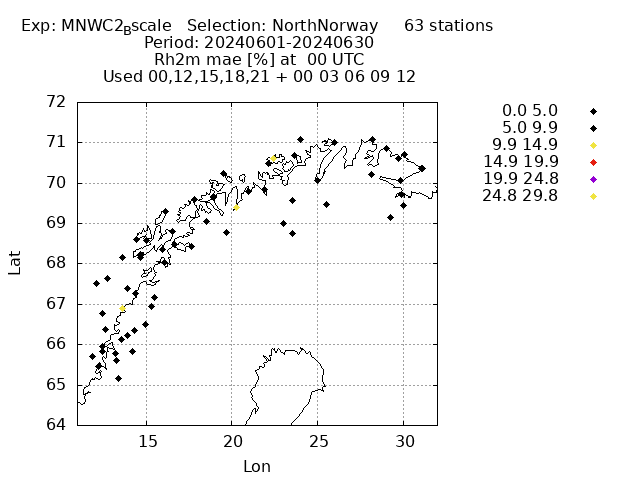 Exp: MNWC2_Bscale   Selection: NorthNorway     63 stations
Period: 20240601-20240630
Rh2m mae [%] at  00 UTC
Used 00,12,15,18,21 + 00 03 06 09 12
72
71
70
69
68
67
66
65
64
Lat
15 20 25 30
Lon
0.0 5.0
5.0 9.9
9.9 14.9
14.9 19.9
19.9 24.8
24.8 29.8